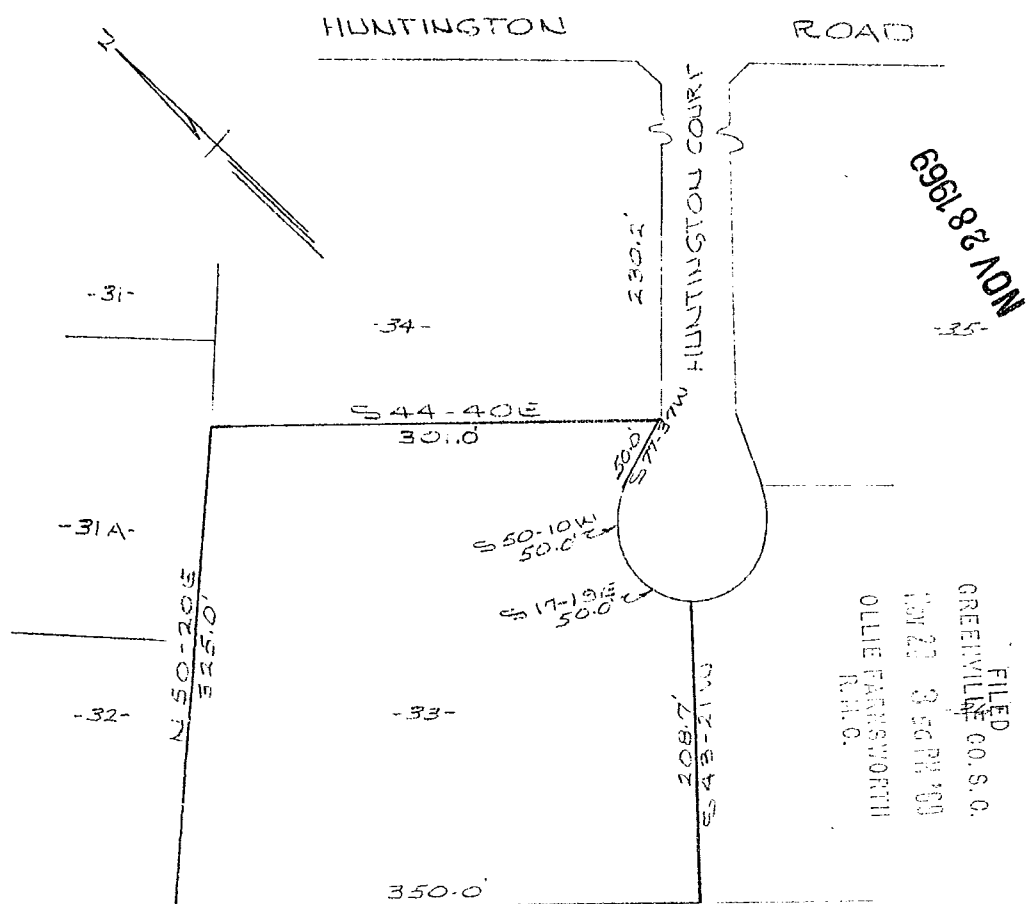 HUNTINGTON ROAD
HUNTINGTON COURT
NOV 28 1969
230.2'
-31-
-34-
-35-
S 44-40E
301.0'
50.0'
S 77-37W
-31A-
S 50-10W
50.0'
S 17-19E
50.0'
N 50-20E
325.0'
-32-
-33-
208.7'
S 43-21W
350.0'
FILED
GREENVILLE CO. S. C.
OLLIE FARNSWORTH
R.M.C.